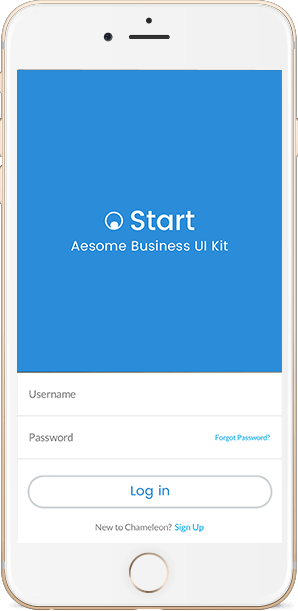 Start
Aesome Business UI Kit
Username
Password Forgot Password?
Log in
New to Chameleon? Sign Up